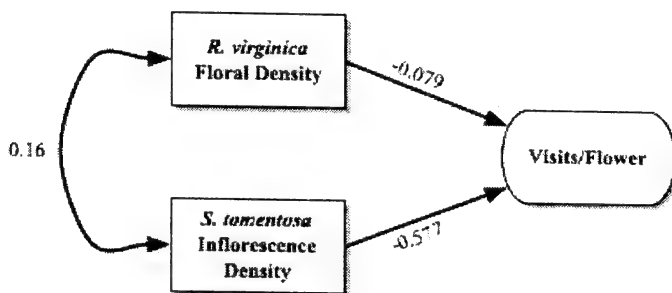 R. virginica
Floral Density
-0.079
Visits/Flower
0.16
S. tomentosa
Inflorescence
Density
-0.577